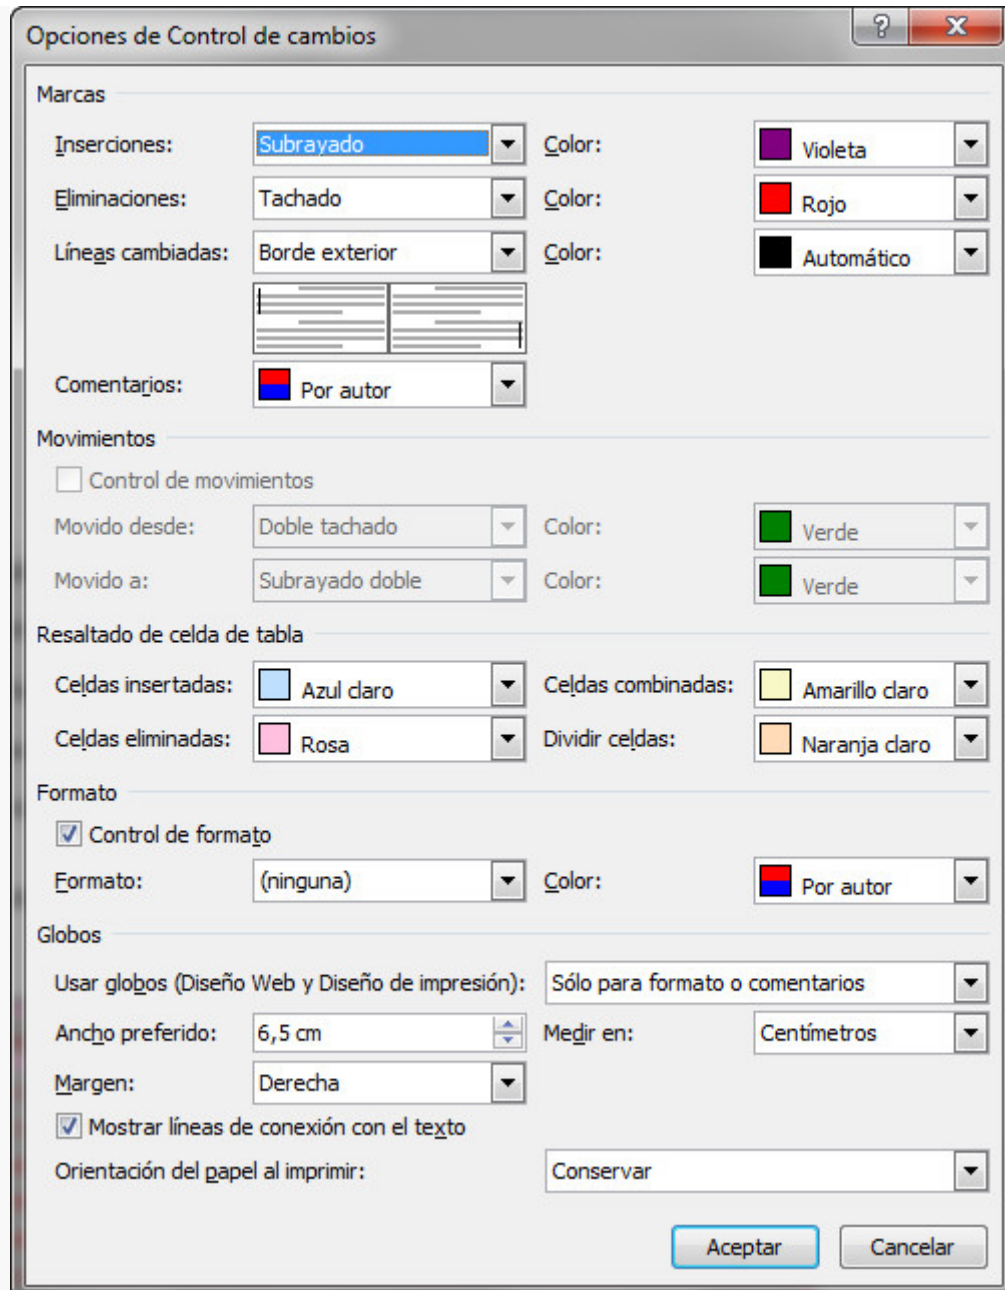 Opciones de Control de cambios
Marcas
Inserciones: Subrayado Color: Violeta
Eliminaciones: Tachado Color: Rojo
Líneas cambiadas: Borde exterior Color: Automático
Comentarios: Por autor
Movimientos
Control de movimientos
Movido desde: Doble tachado Color: Verde
Movido a: Subrayado doble Color: Verde
Resaltado de celda de tabla
Celdas insertadas: Azul claro Celdas combinadas: Amarillo claro
Celdas eliminadas: Rosa Dividir celdas: Naranja claro
Formato
Control de formato
Formato: (ninguna) Color: Por autor
Globos
Usar globos (Diseño Web y Diseño de impresión): Sólo para formato o comentarios
Ancho preferido: 6,5 cm Medir en: Centímetros
Margen: Derecha
Mostrar líneas de conexión con el texto
Orientación del papel al imprimir: Conservar
Aceptar Cancelar